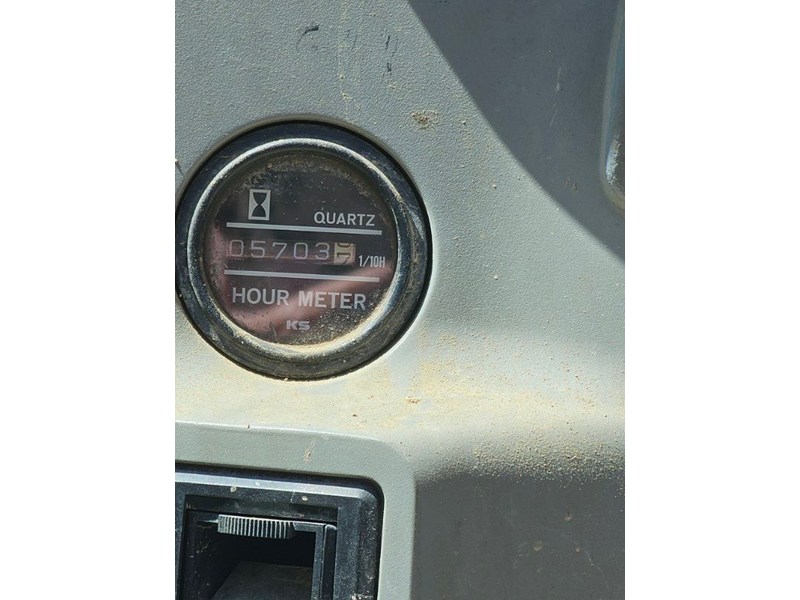 QUARTZ
05703
1/10H
HOUR METER
KS